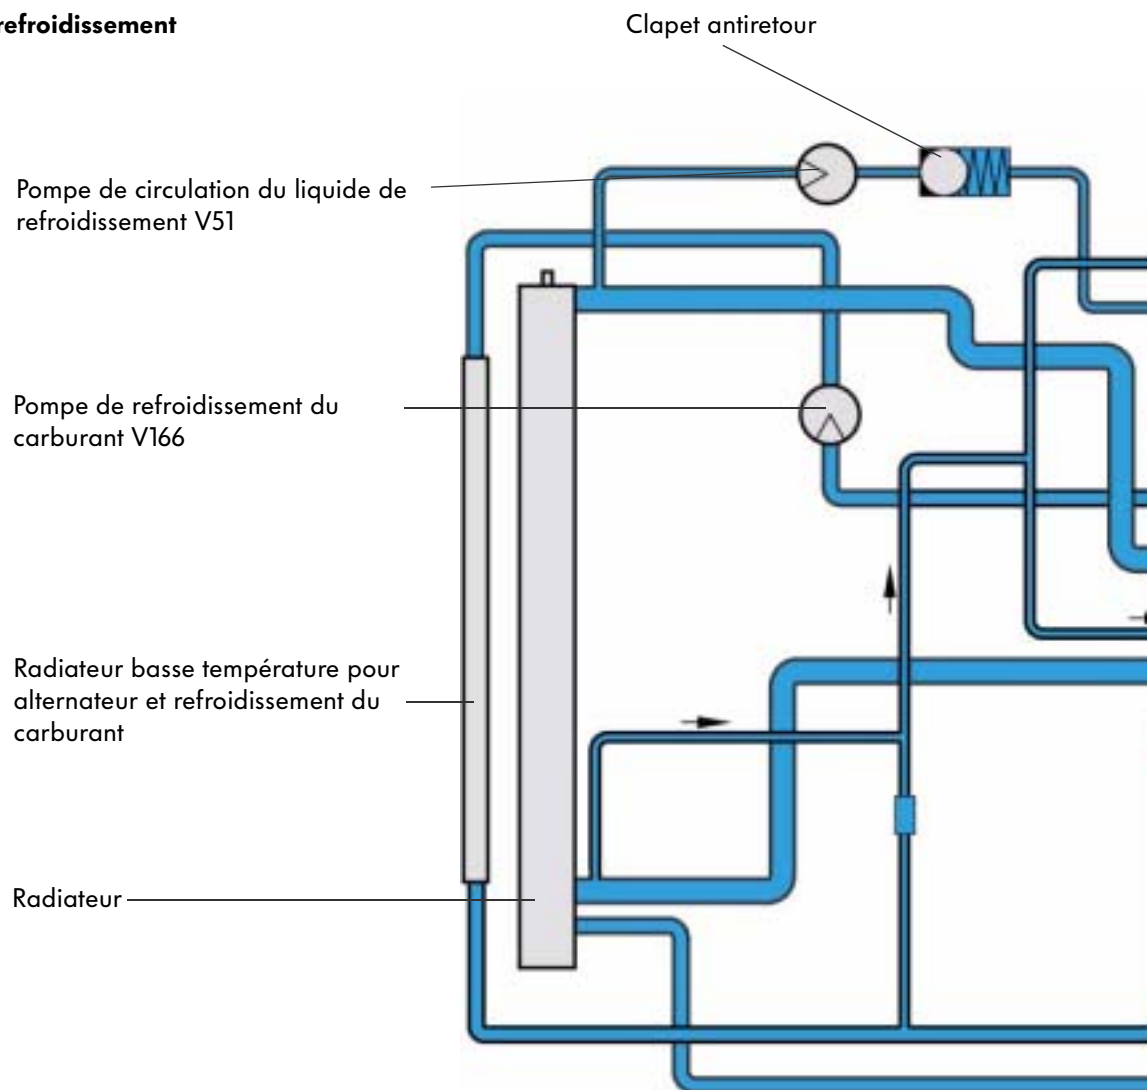 refroidissement
Clapet antiretour
Pompe de circulation du liquide de
refroidissement V51
Pompe de refroidissement du
carburant V166
Radiateur basse température pour
alternateur et refroidissement du
carburant
Radiateur